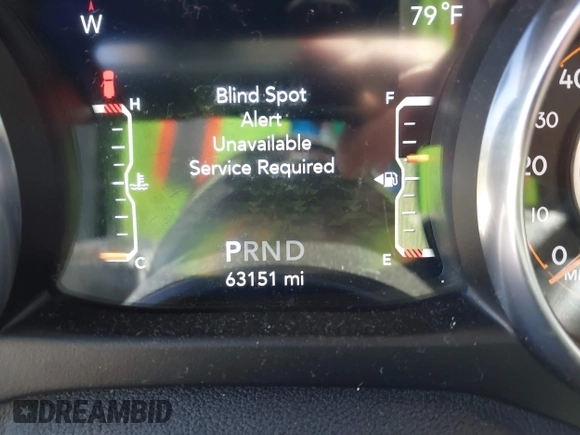 W
79°F
H
Blind Spot
Alert
Unavailable
Service Required
F
C
PRND
E
63151 mi
40
30
20
10
0
DREAMBID